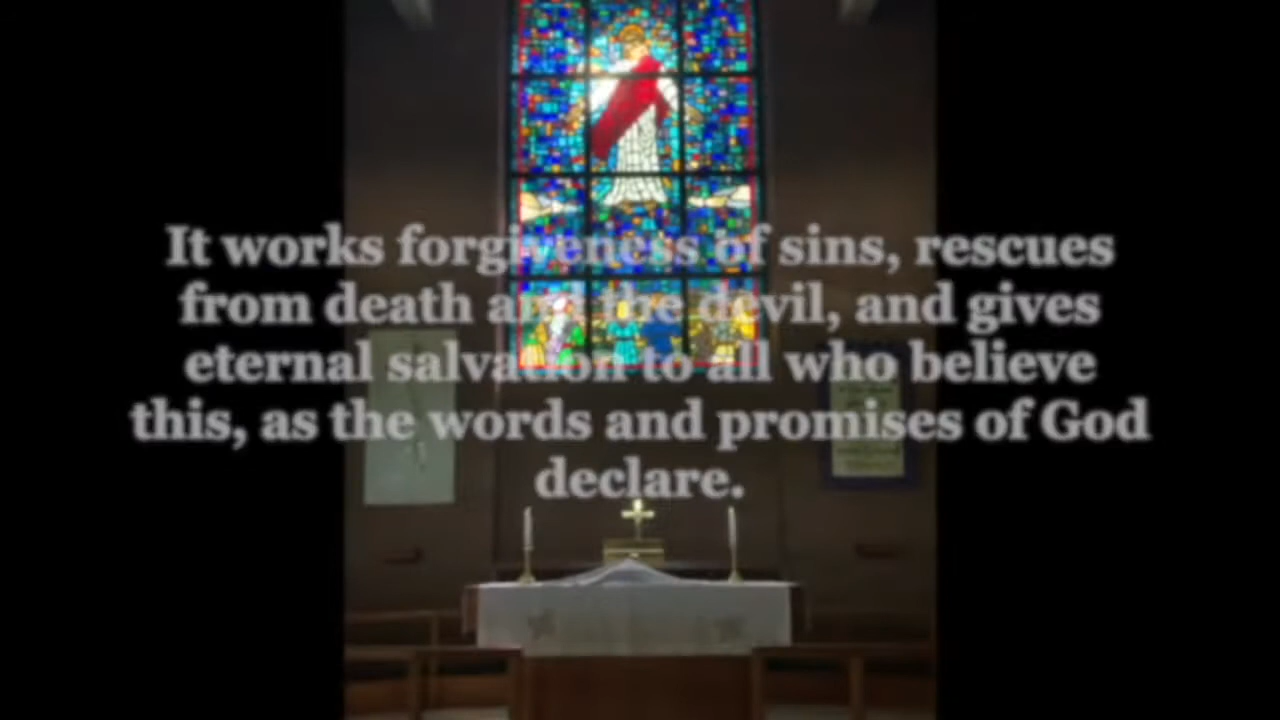 It works forgiveness of sins, rescues
from death and the devil, and gives
eternal salvation to all who believe
this, as the words and promises of God
declare.